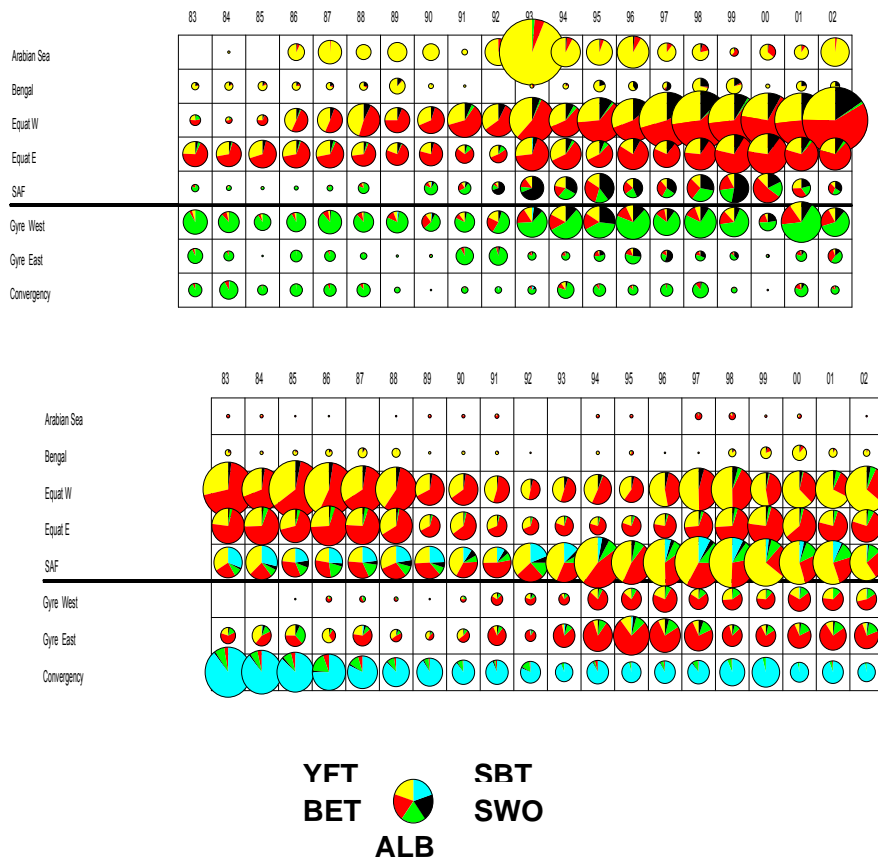 83 84 85 86 87 88 89 90 91 92 93 94 95 96 97 98 99 00 01 02
Arabian Sea
Bengal
Equat W
Equat E
SAF
Gyre West
Gyre East
Convergency
83 84 85 86 87 88 89 90 91 92 93 94 95 96 97 98 99 00 01 02
Arabian Sea
Bengal
Equat W
Equat E
SAF
Gyre West
Gyre East
Convergency
YFT SBT
BET SWO
ALB